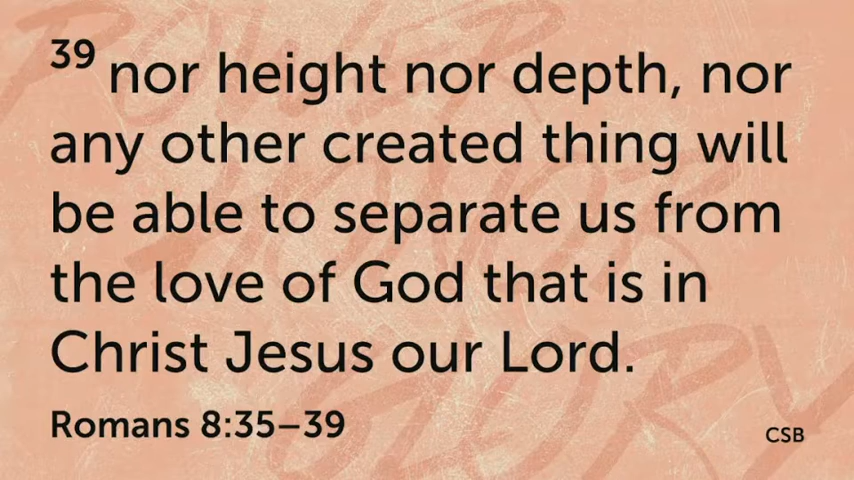 39 nor height nor depth, nor
any other created thing will
be able to separate us from
the love of God that is in
Christ Jesus our Lord.
Romans 8:35–39
CSB